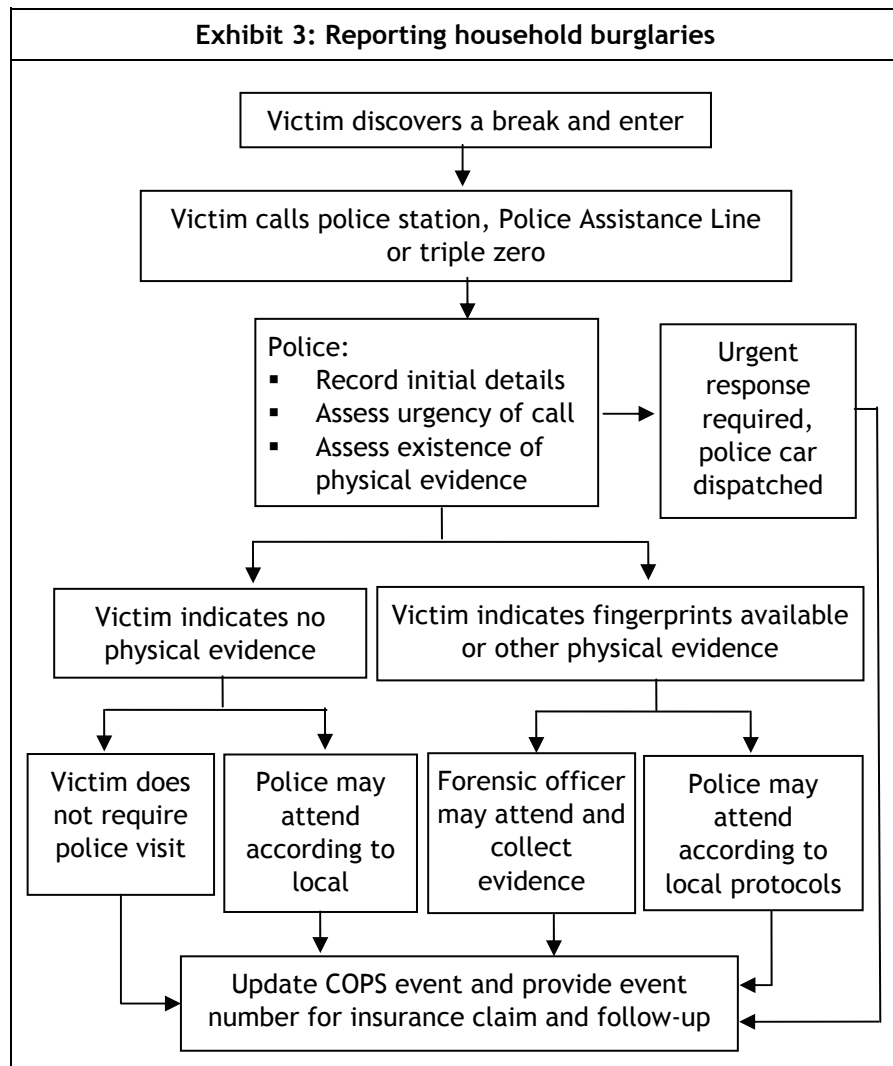 Exhibit 3: Reporting household burglaries
Victim discovers a break and enter
Victim calls police station, Police Assistance Line
or triple zero
Police:
▪ Record initial details
▪ Assess urgency of call
▪ Assess existence of
physical evidence
Urgent
response
required,
police car
dispatched
Victim indicates no
physical evidence
Victim indicates fingerprints available
or other physical evidence
Victim does
not require
police visit
Police may
attend
according to
local
Forensic officer
may attend and
collect
evidence
Police may
attend
according to
local protocols
Update COPS event and provide event
number for insurance claim and follow-up